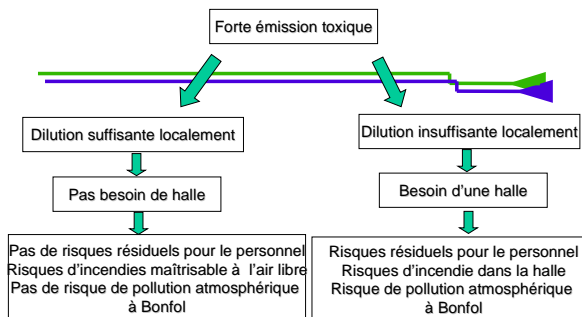 Forte émission toxique
Dilution suffisante localement
Dilution insuffisante localement
Pas besoin de halle
Besoin d'une halle
Pas de risques résiduels pour le personnel
Risques d'incendies maîtrisable à l'air libre
Pas de risque de pollution atmosphérique
à Bonfol
Risques résiduels pour le personnel
Risques d'incendie dans la halle
Risque de pollution atmosphérique
à Bonfol